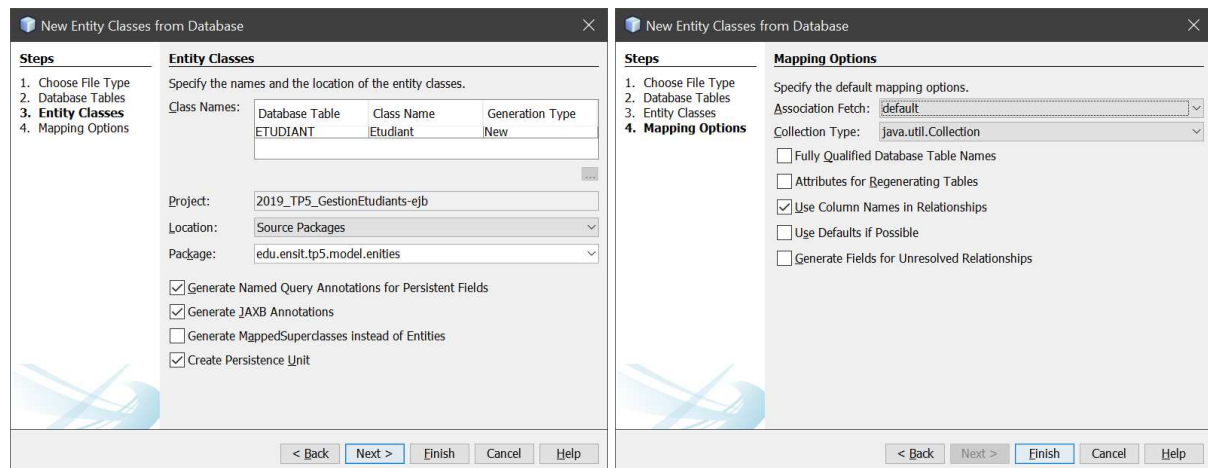 New Entity Classes from Database
Steps
1. Choose File Type
2. Database Tables
3. Entity Classes
4. Mapping Options
Entity Classes
Specify the names and the location of the entity classes.
Class Names:
Database Table Class Name Generation Type
ETUDIANT Etudiant New
...
Project: 2019_TP5_GestionEtudiants-ejb
Location: Source Packages
Package: edu.ensit.tp5.model.enities
Generate Named Query Annotations for Persistent Fields
Generate JAXB Annotations
Generate MappedSuperclasses instead of Entities
Create Persistence Unit
< Back Next > Finish Cancel Help
New Entity Classes from Database
Steps
1. Choose File Type
2. Database Tables
3. Entity Classes
4. Mapping Options
Mapping Options
Specify the default mapping options.
Association Fetch: default
Collection Type: java.util.Collection
Fully Qualified Database Table Names
Attributes for Regenerating Tables
Use Column Names in Relationships
Use Defaults if Possible
Generate Fields for Unresolved Relationships
< Back Next > Finish Cancel Help